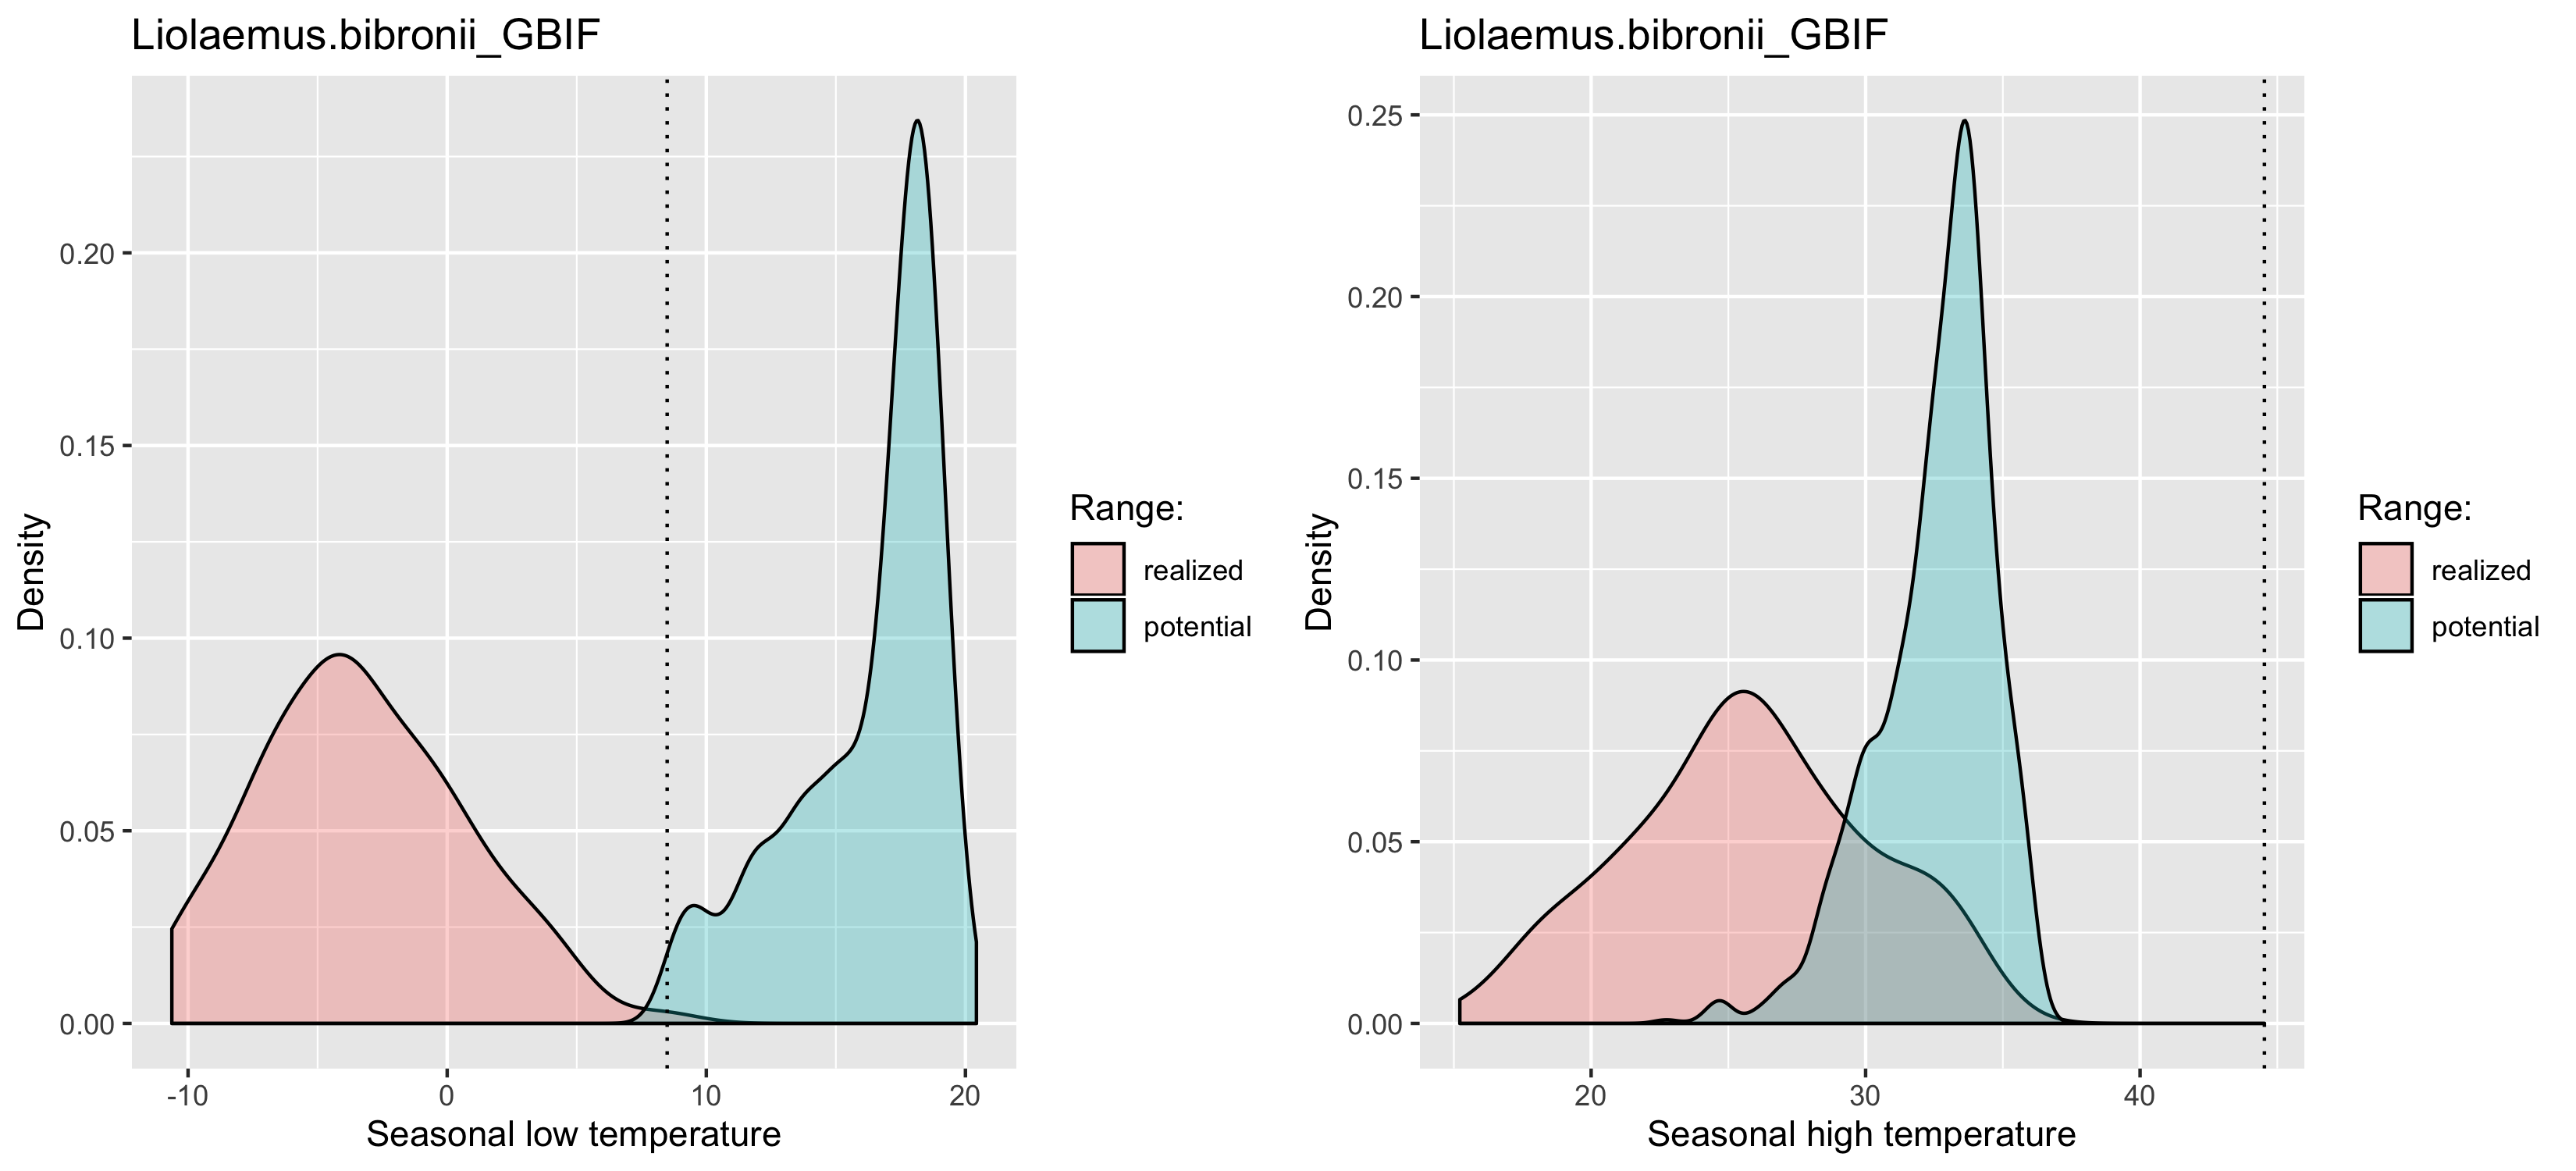 Liolaemus.bibronii_GBIF
Density
0.20
0.15
0.10
0.05
0.00
-10 0 10 20
Seasonal low temperature
Range:
realized
potential
Liolaemus.bibronii_GBIF
Density
0.25
0.20
0.15
0.10
0.05
0.00
20 30 40
Seasonal high temperature
Range:
realized
potential